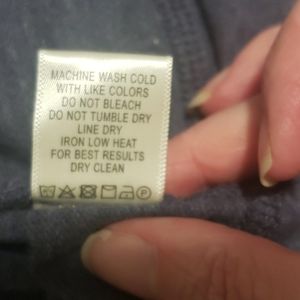 MACHINE WASH COLD
WITH LIKE COLORS
DO NOT BLEACH
DO NOT TUMBLE DRY
LINE DRY
IRON LOW HEAT
FOR BEST RESULTS
DRY CLEAN